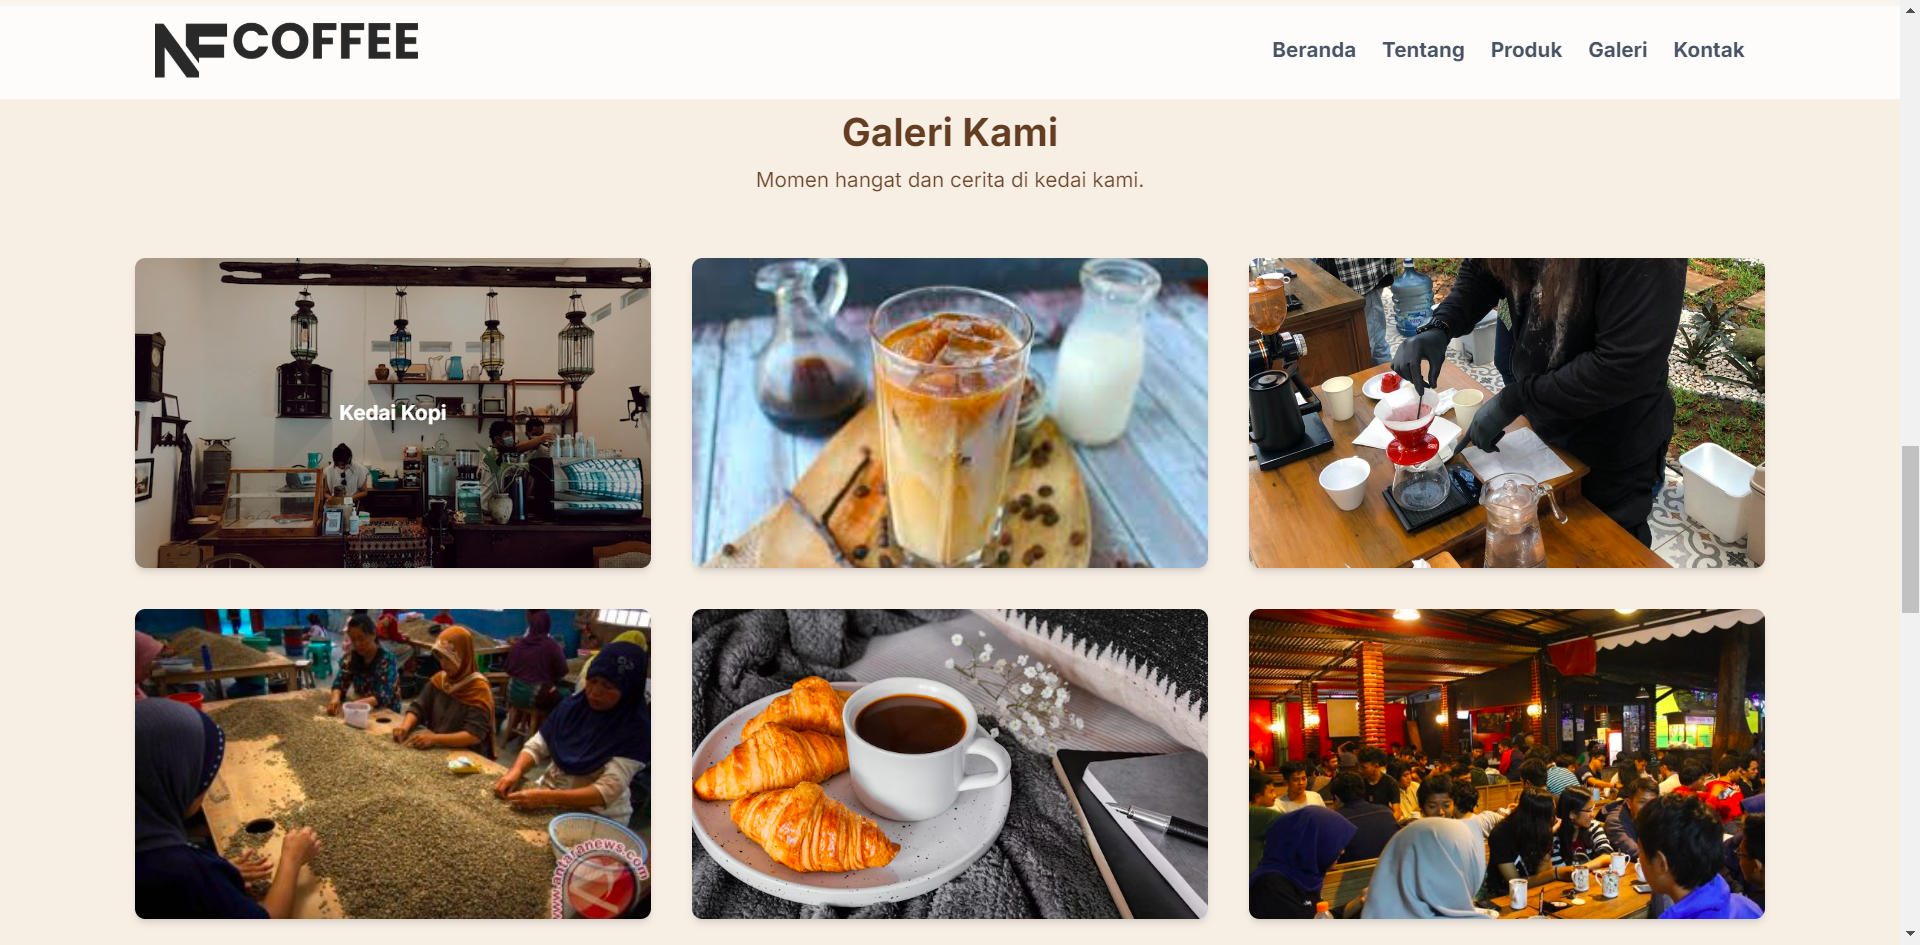 NF COFFEE
Beranda Tentang Produk Galeri Kontak
Galeri Kami
Momen hangat dan cerita di kedai kami.
Kedai Kopi
www.antaranews.com